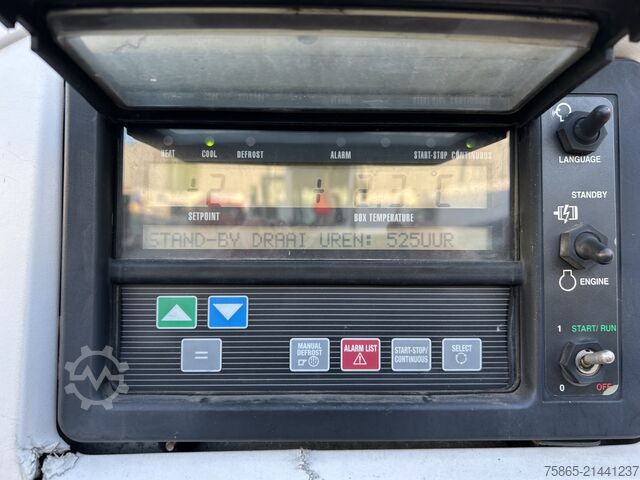 HEAT COOL DEFROST ALARM START-STOP CONTINUOUS
SETPOINT BOX TEMPERATURE
STAND-BY DRAAI UREN: 525UUR
LANGUAGE
STANDBY
ENGINE
1 START/RUN
0 OFF
=
MANUAL DEFROST
ALARM LIST
START-STOP/CONTINUOUS
SELECT
75865-21441237